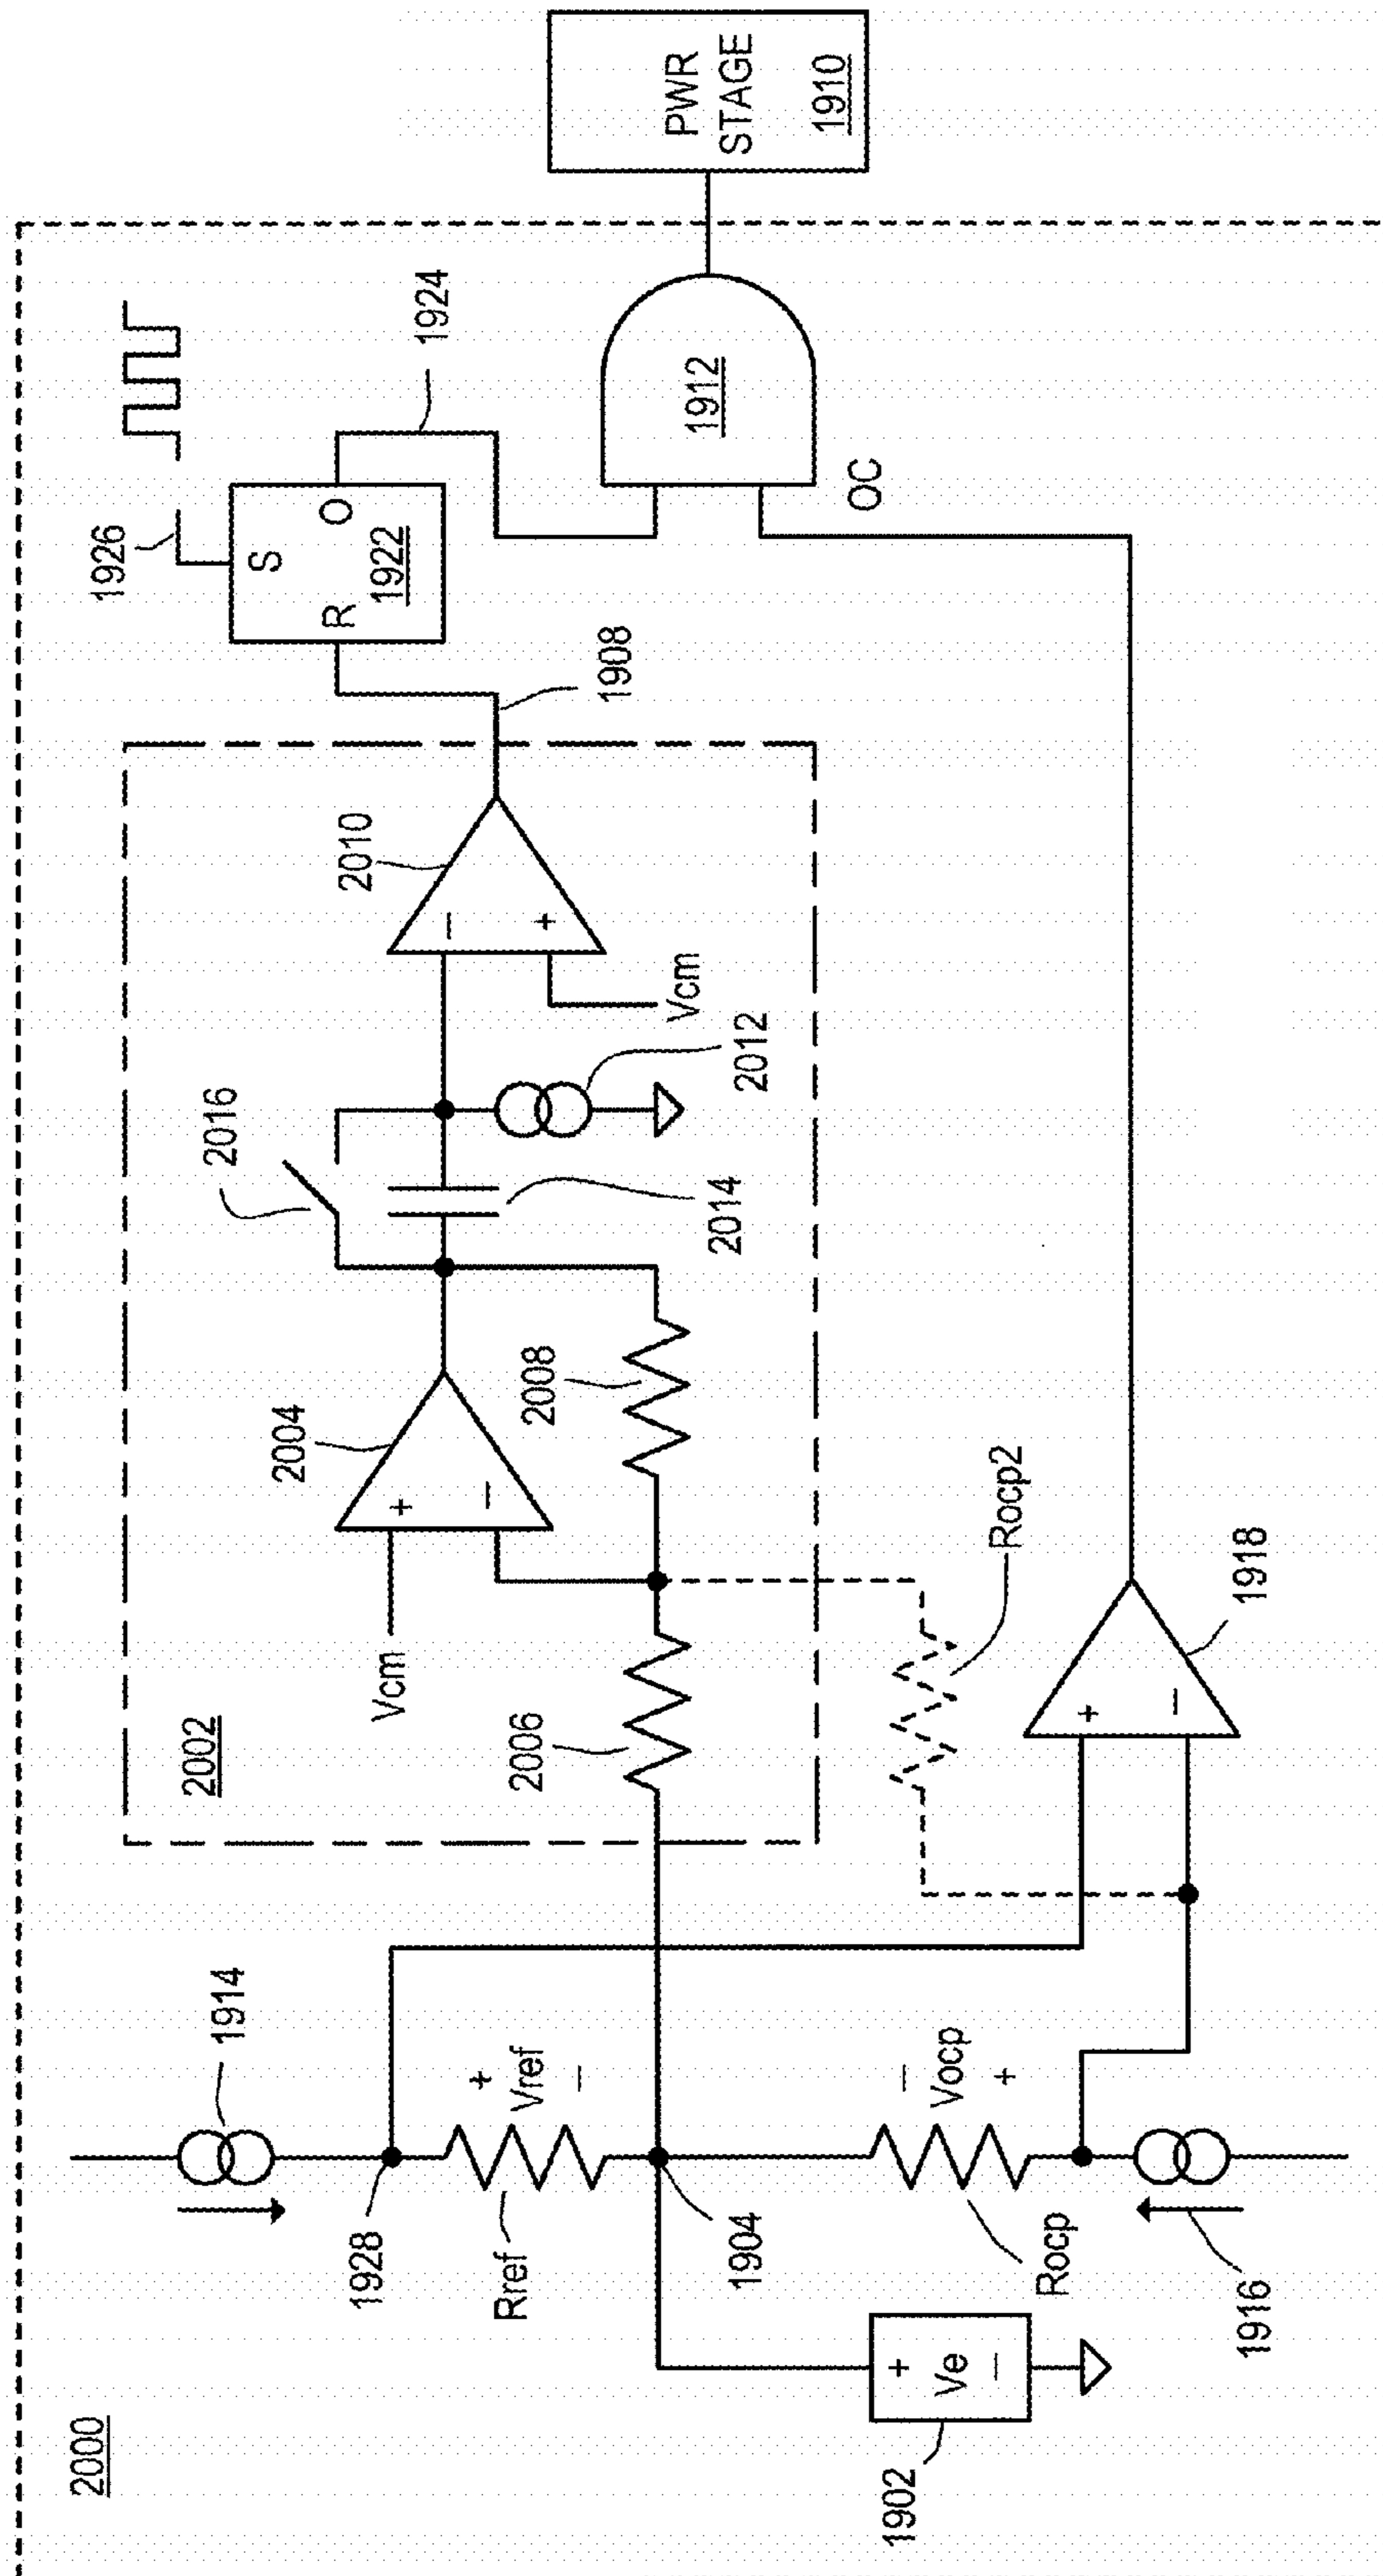 2000
1902
+
Ve
−
1928
1914
Rref
+
Vref
−
1904
−
Vocp
+
Rocp
1916
2002
Vcm
2004
+
−
2006
2008
Rocp2
+
−
1918
2016
2014
2012
Vcm
2010
−
+
1908
1926
S
R
O
1922
1924
1912
OC
PWR
STAGE
1910